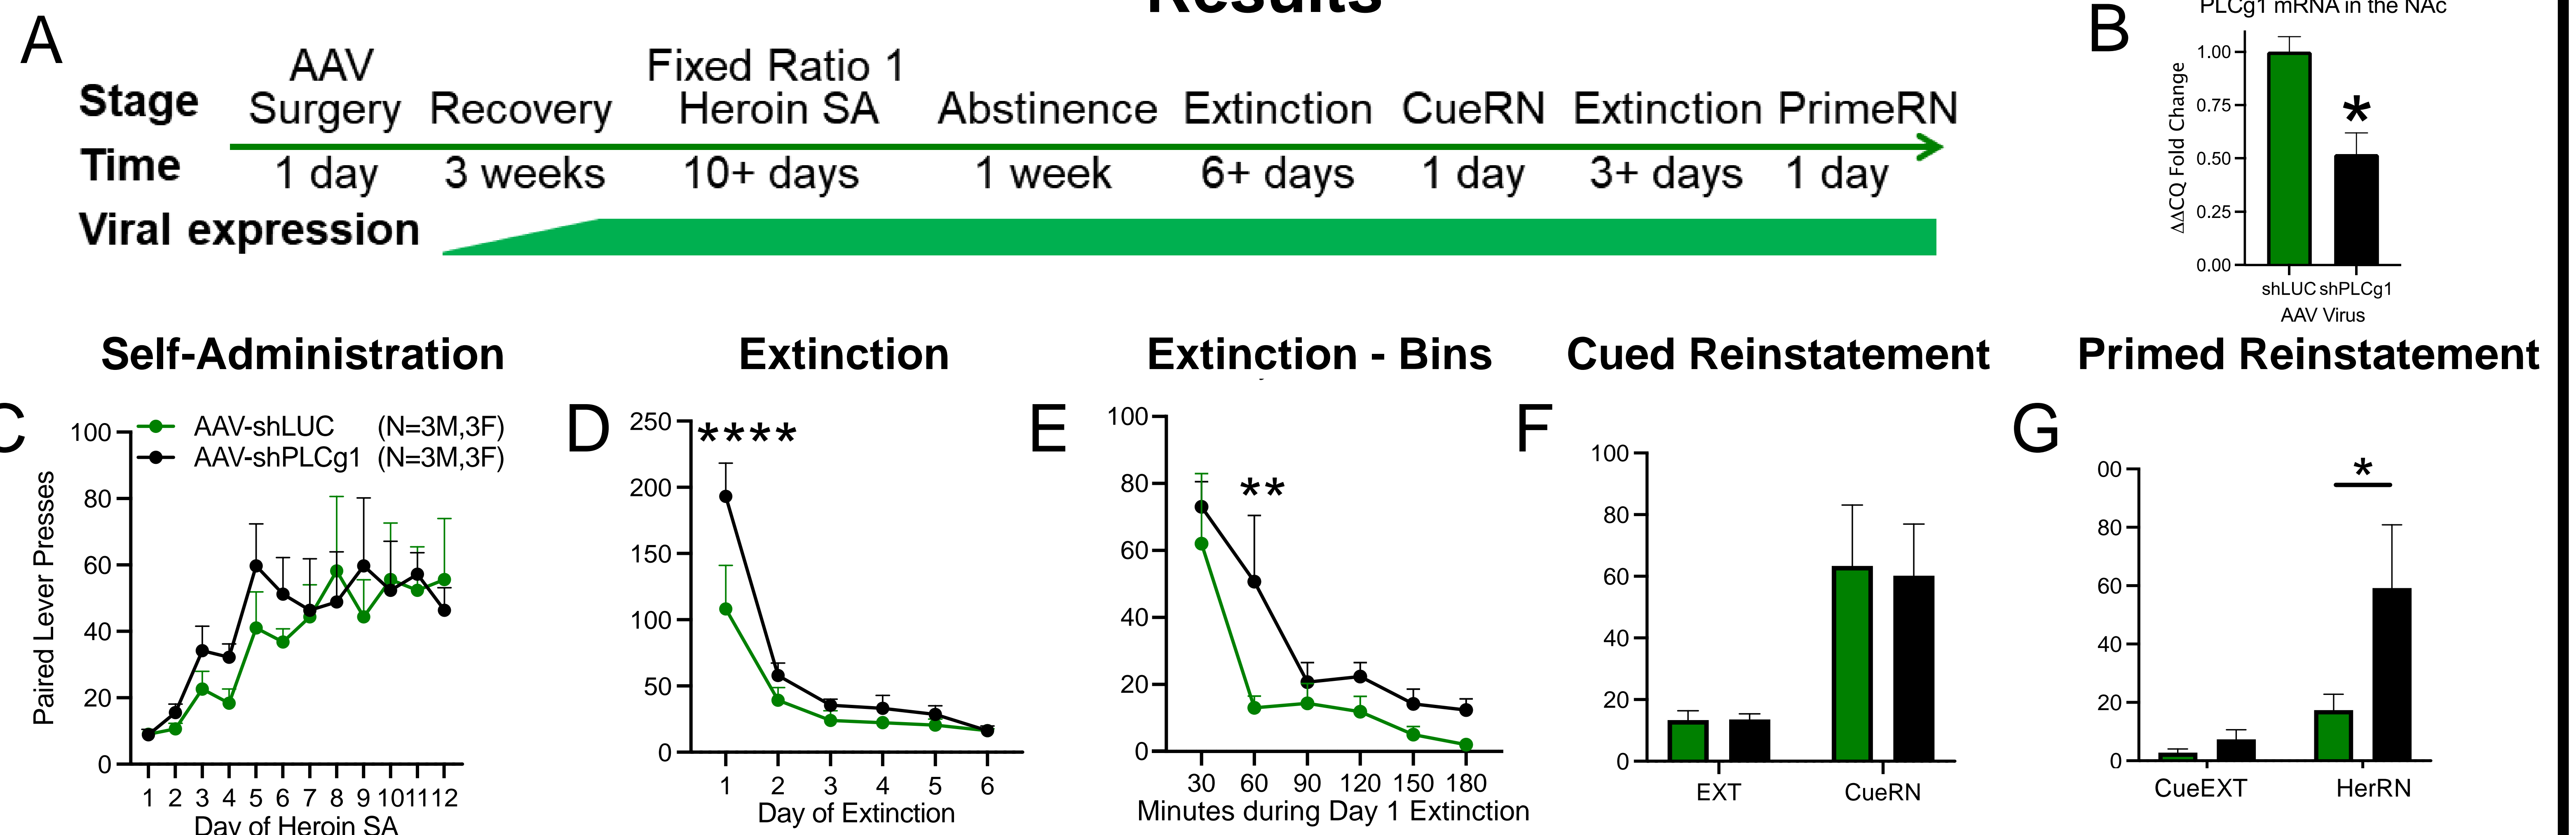 Results
A
AAV
Surgery
Fixed Ratio 1
Heroin SA
Stage
Recovery
Abstinence
Extinction
CueRN
Extinction
PrimeRN
Time
1 day
3 weeks
10+ days
1 week
6+ days
1 day
3+ days
1 day
Viral expression
B
PLCg1 mRNA in the NAc
ΔΔCQ Fold Change
1.00
0.75
0.50
0.25
0.00
*
shLUC shPLCg1
AAV Virus
Self-Administration
C
AAV-shLUC (N=3M,3F)
AAV-shPLCg1 (N=3M,3F)
Paired Lever Presses
100
80
60
40
20
0
1 2 3 4 5 6 7 8 9 10 11 12
Day of Heroin SA
Extinction
D
****
250
200
150
100
50
0
1 2 3 4 5 6
Day of Extinction
Extinction - Bins
E
**
100
80
60
40
20
0
30 60 90 120 150 180
Minutes during Day 1 Extinction
Cued Reinstatement
F
100
80
60
40
20
0
EXT CueRN
Primed Reinstatement
G
*
00
80
60
40
20
0
CueEXT HerRN